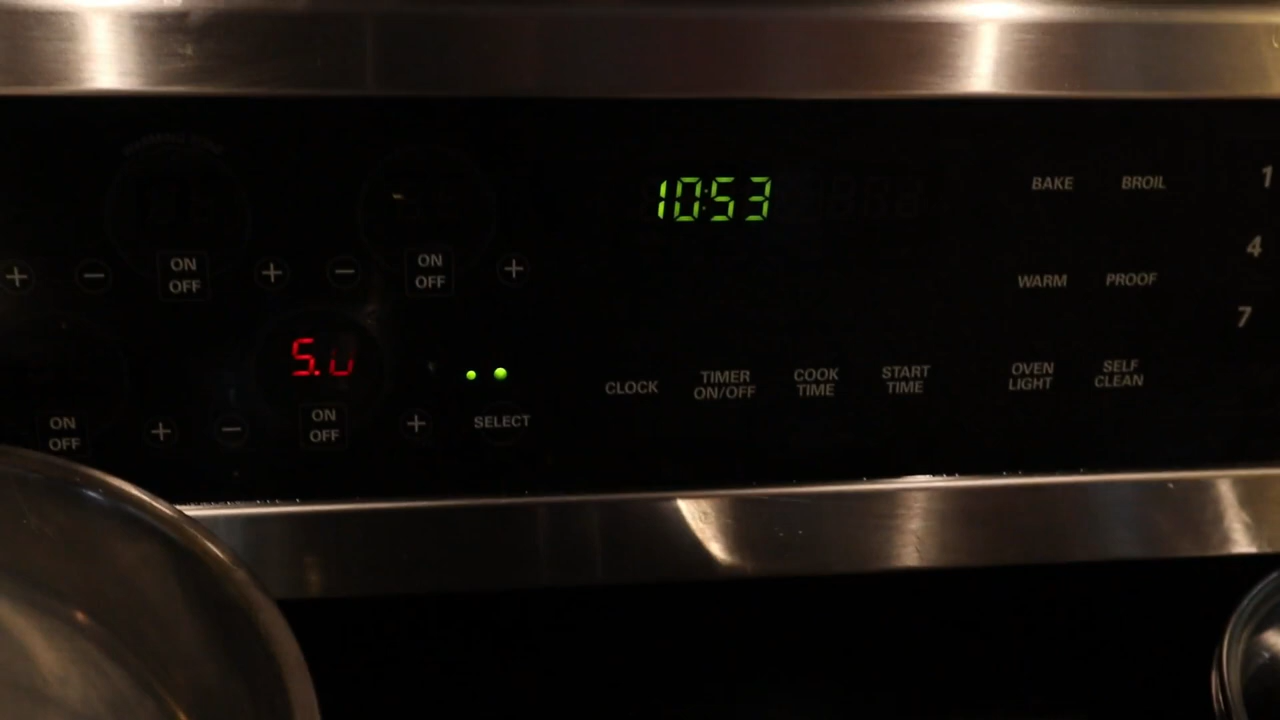 10:53
BAKE BROIL 1
+ − ON OFF + − ON OFF +
WARM PROOF 4
7
5.
CLOCK TIMER ON/OFF COOK TIME START TIME OVEN LIGHT SELF CLEAN
ON OFF + − ON OFF + SELECT